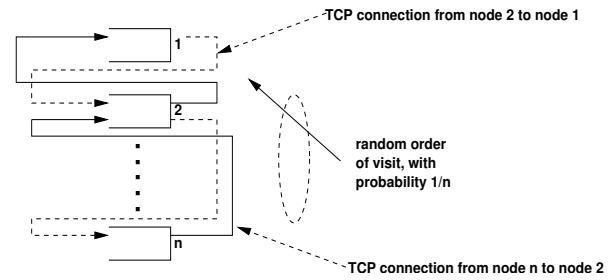 TCP connection from node 2 to node 1
1
2
random order
of visit, with
probability 1/n
n
TCP connection from node n to node 2